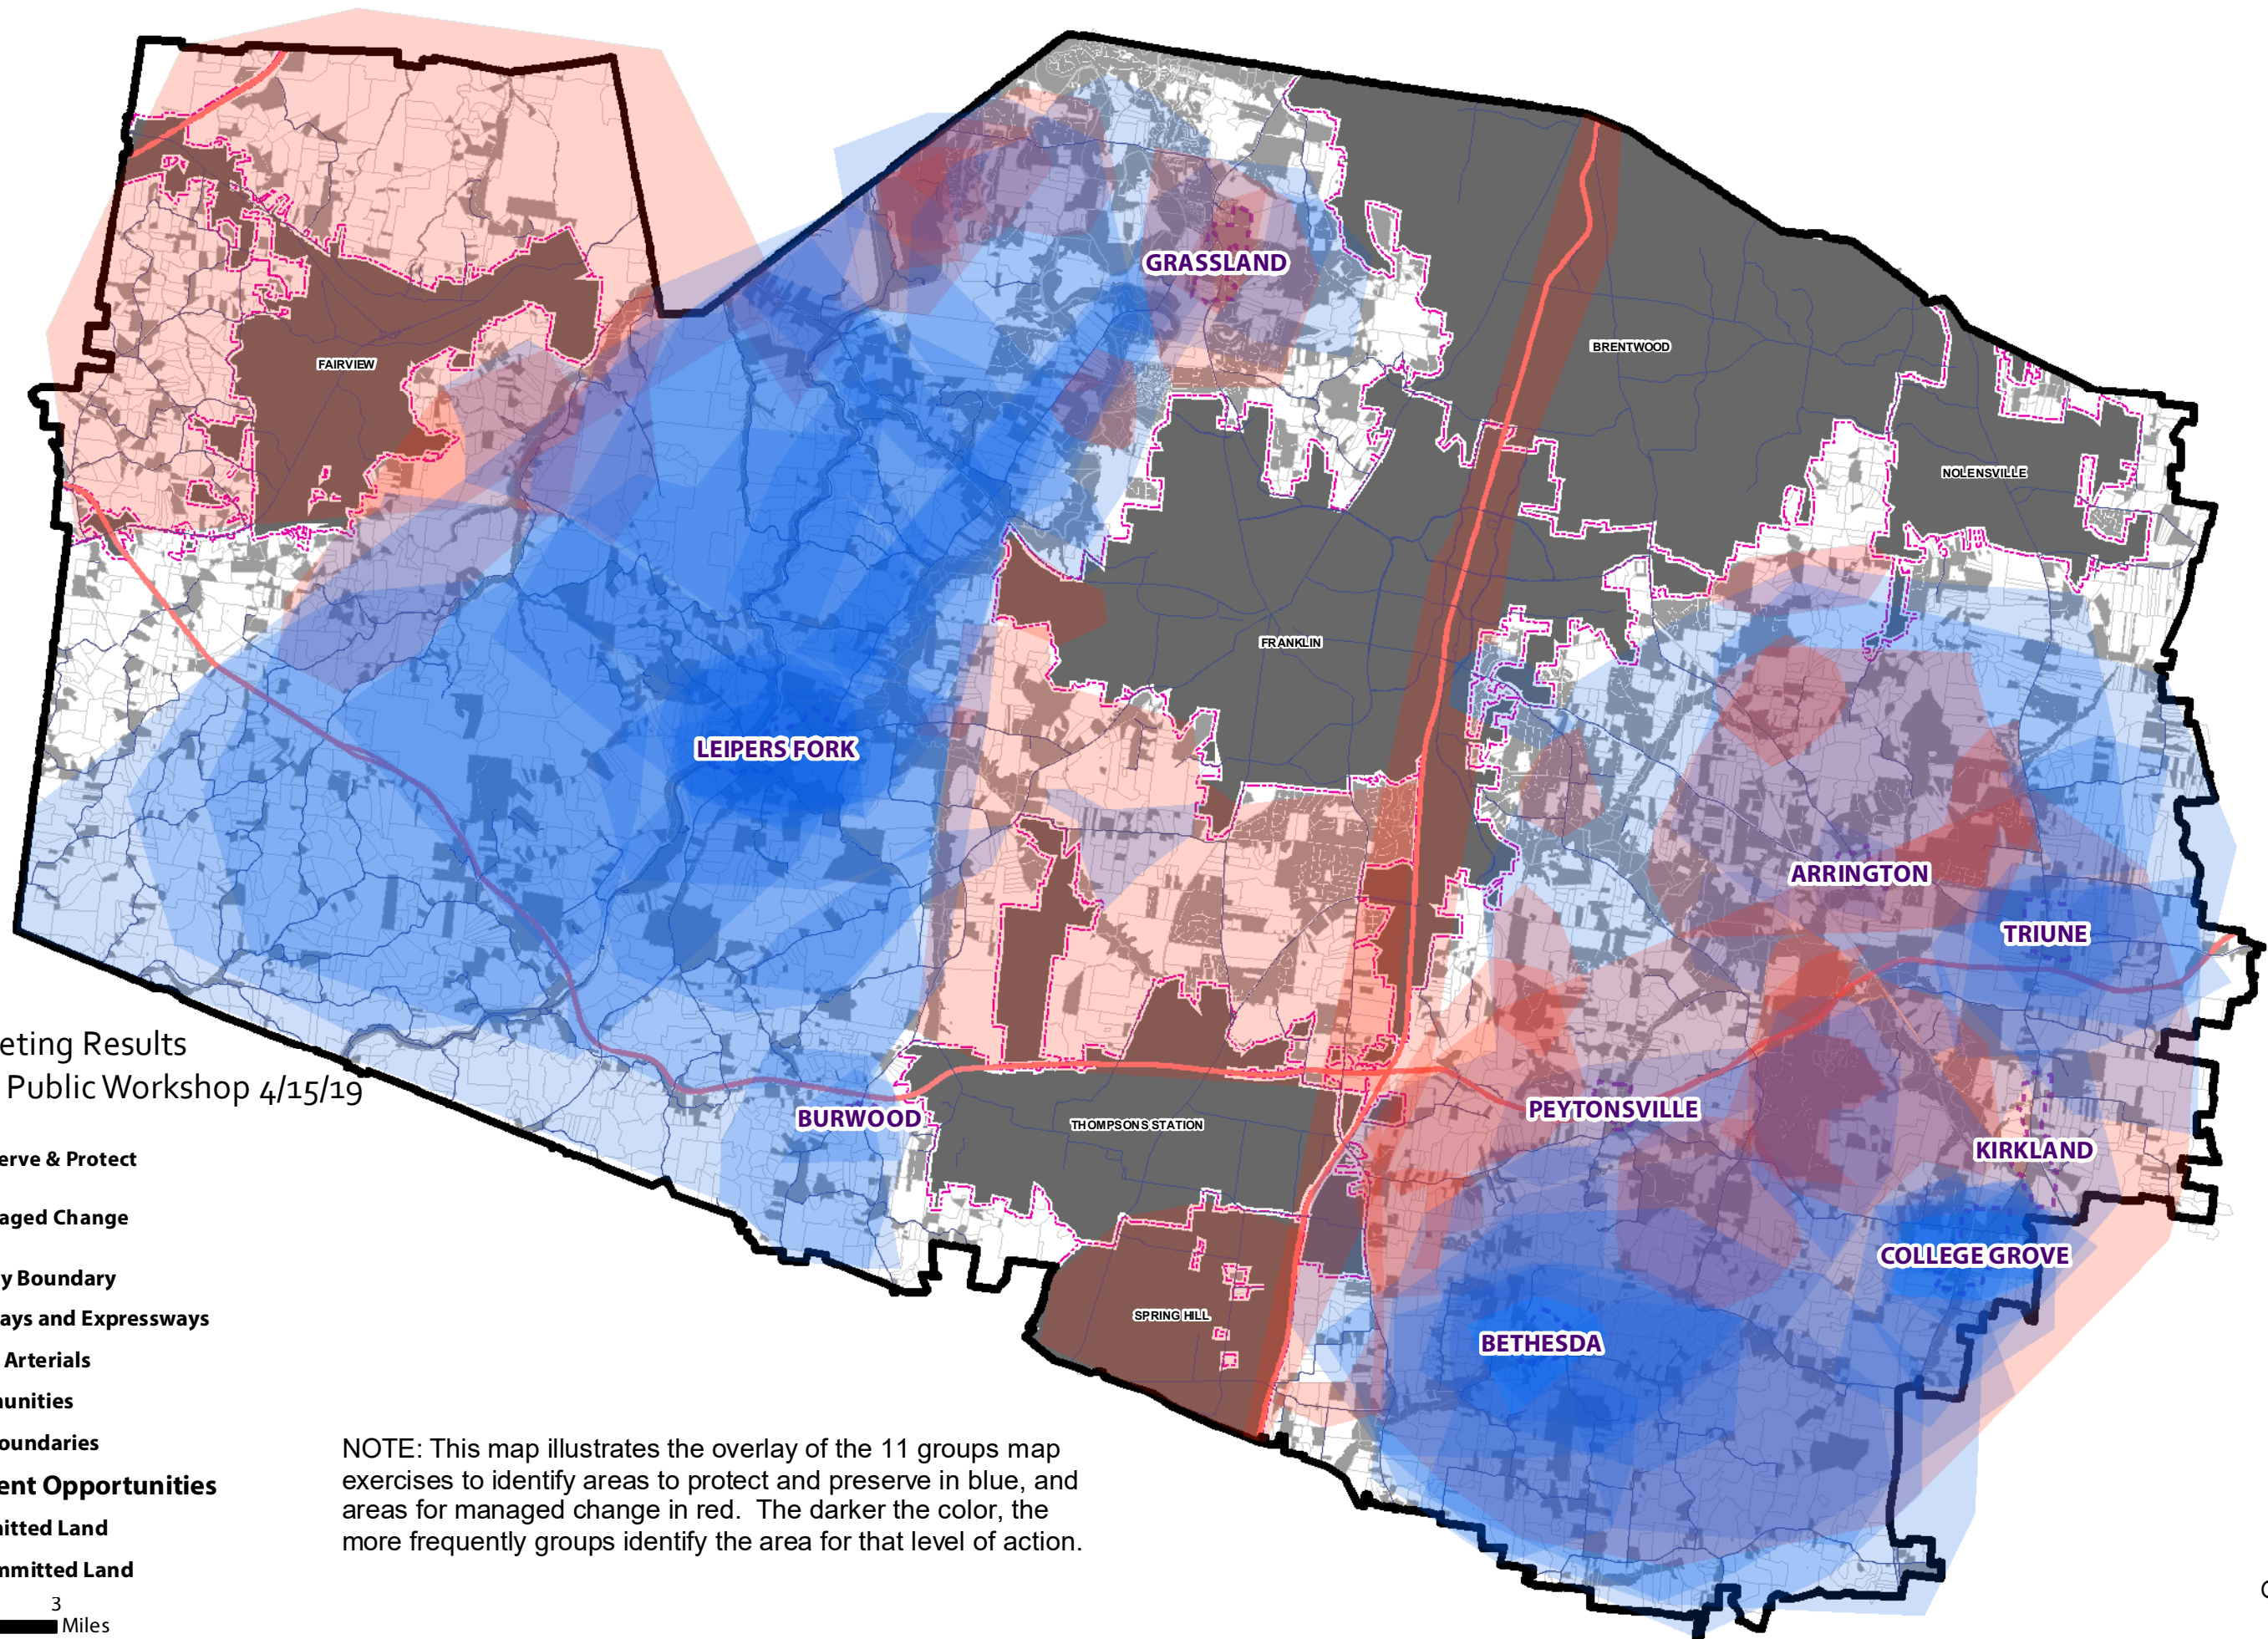 GRASSLAND
BRENTWOOD
FAIRVIEW
NOLENSVILLE
FRANKLIN
LEIPERS FORK
ARRINGTON
TRIUNE
eting Results
Public Workshop 4/15/19
BURWOOD
THOMPSONS STATION
PEYTONSVILLE
KIRKLAND
COLLEGE GROVE
SPRING HILL
BETHESDA
erve & Protect
aged Change
y Boundary
ays and Expressways
Arterials
unities
oundaries
ent Opportunities
itted Land
mmitted Land
3
Miles
NOTE: This map illustrates the overlay of the 11 groups map
exercises to identify areas to protect and preserve in blue, and
areas for managed change in red. The darker the color, the
more frequently groups identify the area for that level of action.